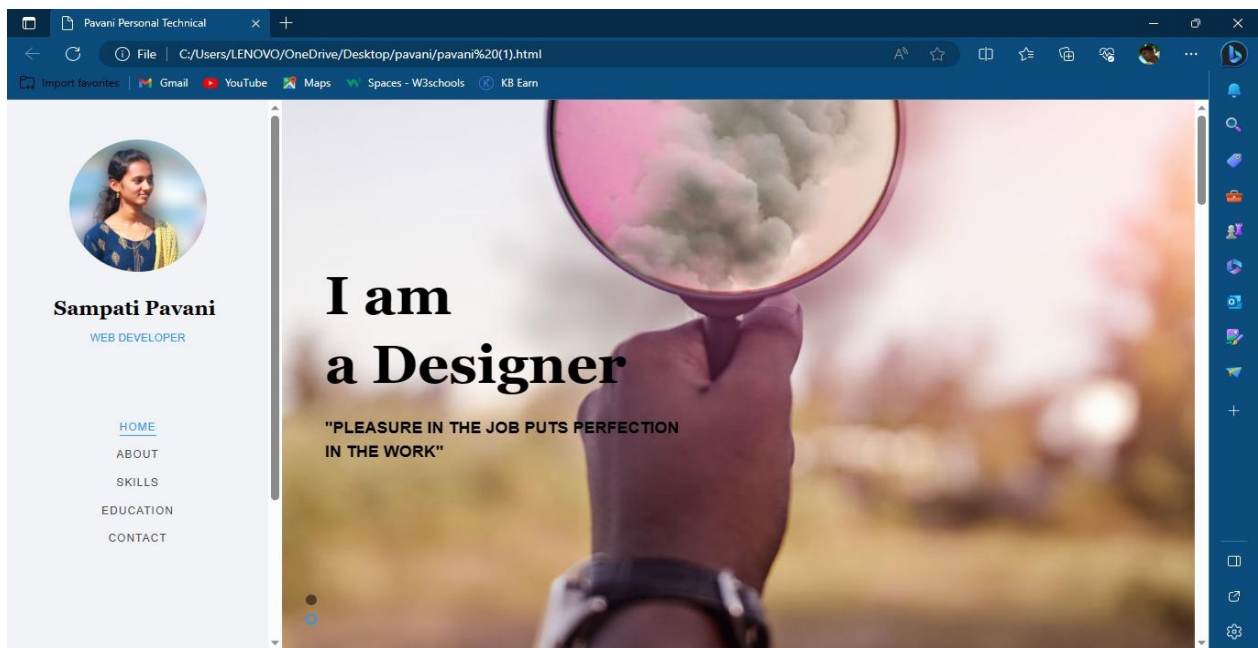 Pavani Personal Technical
File | C:/Users/LENOVO/OneDrive/Desktop/pavani/pavani%20(1).html
Import favorites | Gmail YouTube Maps Spaces - W3schools KB Earn
Sampati Pavani
WEB DEVELOPER
HOME
ABOUT
SKILLS
EDUCATION
CONTACT
I am
a Designer
"PLEASURE IN THE JOB PUTS PERFECTION
IN THE WORK"